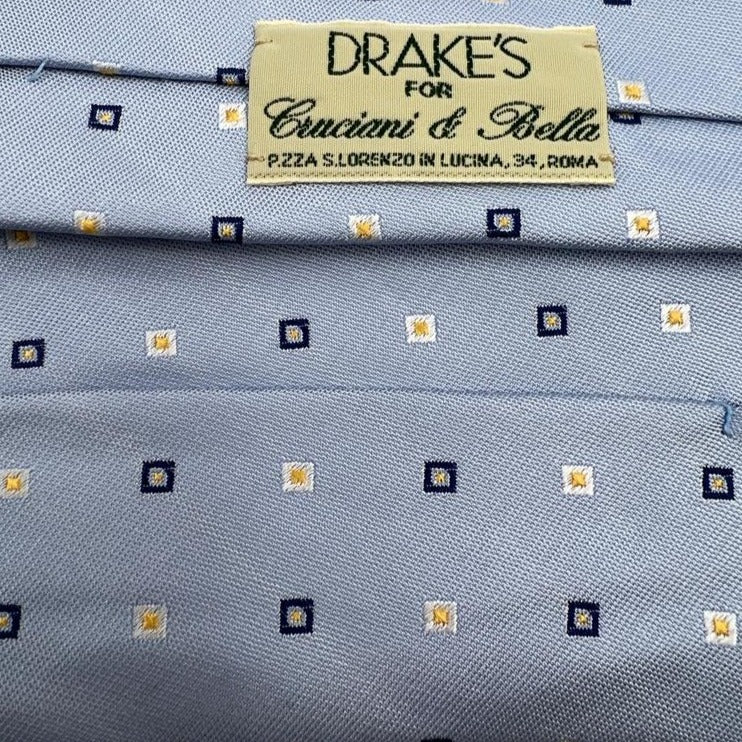 DRAKE'S
FOR
Cruciani & Bella
P.ZZA S.LORENZO IN LUCINA, 34, ROMA